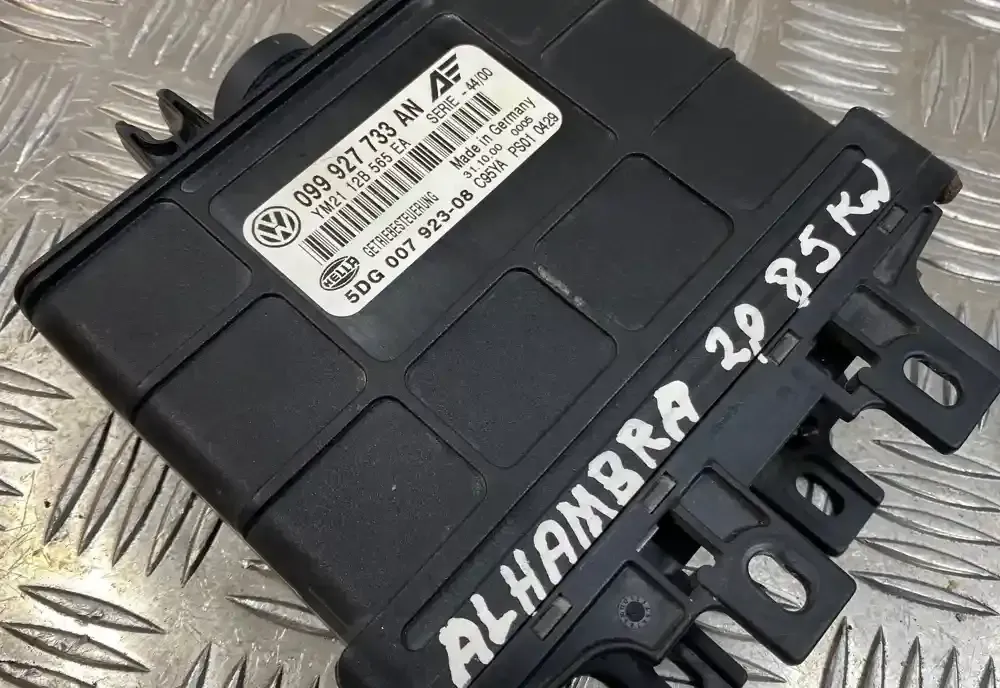 VW 099 927 733 AN AE
YM21 12B 565 EA SERIE - 44/00
GETRIEBESTEUERUNG Made in Germany
31.10.00 0005
HELLA 5DG 007 923-08 C95YA PS01 0429
ALHAMBRA 2.0 85 KW